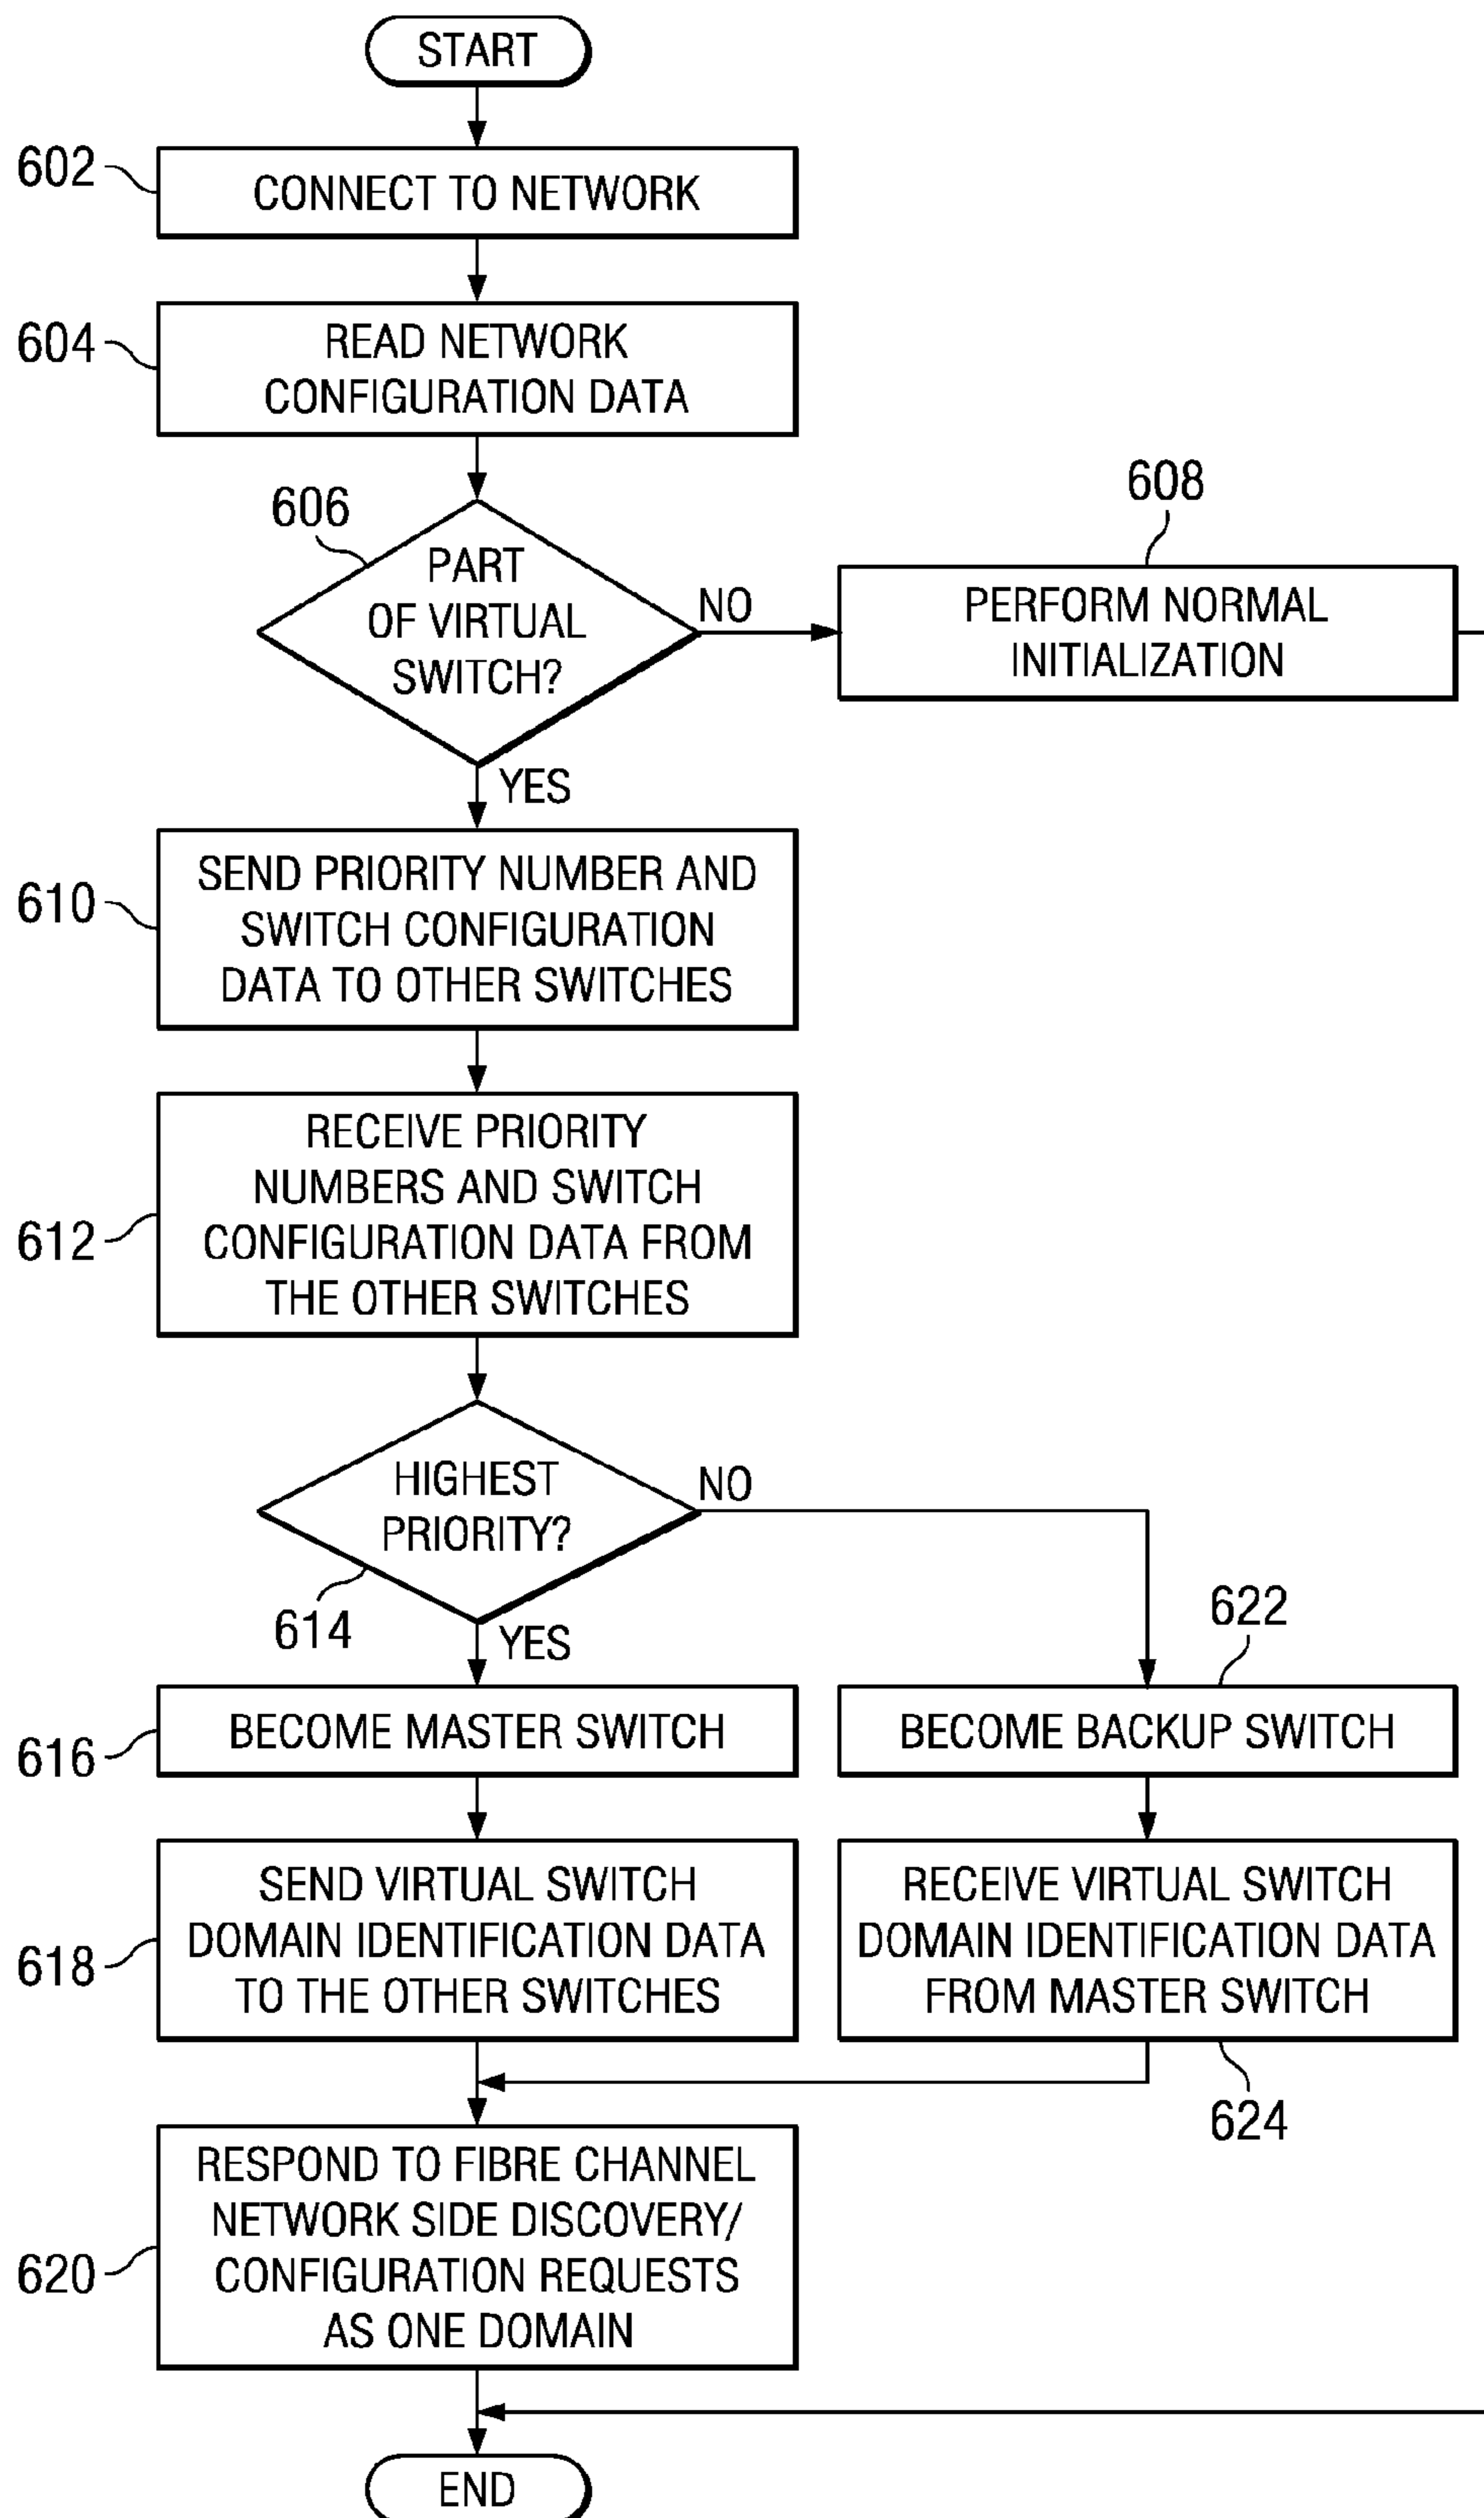 START
602
CONNECT TO NETWORK
604
READ NETWORK
CONFIGURATION DATA
606
PART
OF VIRTUAL
SWITCH?
NO
608
PERFORM NORMAL
INITIALIZATION
YES
610
SEND PRIORITY NUMBER AND
SWITCH CONFIGURATION
DATA TO OTHER SWITCHES
612
RECEIVE PRIORITY
NUMBERS AND SWITCH
CONFIGURATION DATA FROM
THE OTHER SWITCHES
HIGHEST
PRIORITY?
614
NO
YES
616
BECOME MASTER SWITCH
622
BECOME BACKUP SWITCH
618
SEND VIRTUAL SWITCH
DOMAIN IDENTIFICATION DATA
TO THE OTHER SWITCHES
RECEIVE VIRTUAL SWITCH
DOMAIN IDENTIFICATION DATA
FROM MASTER SWITCH
624
620
RESPOND TO FIBRE CHANNEL
NETWORK SIDE DISCOVERY/
CONFIGURATION REQUESTS
AS ONE DOMAIN
END